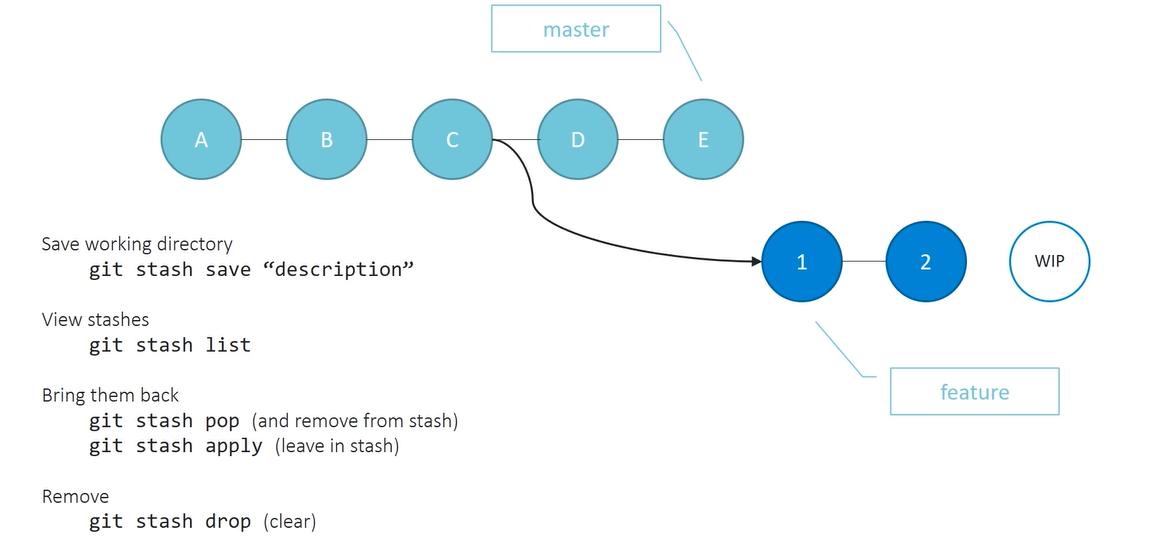 master
A B C D E
Save working directory
git stash save “description”
1 2 WIP
View stashes
git stash list
Bring them back
git stash pop (and remove from stash)
git stash apply (leave in stash)
feature
Remove
git stash drop (clear)